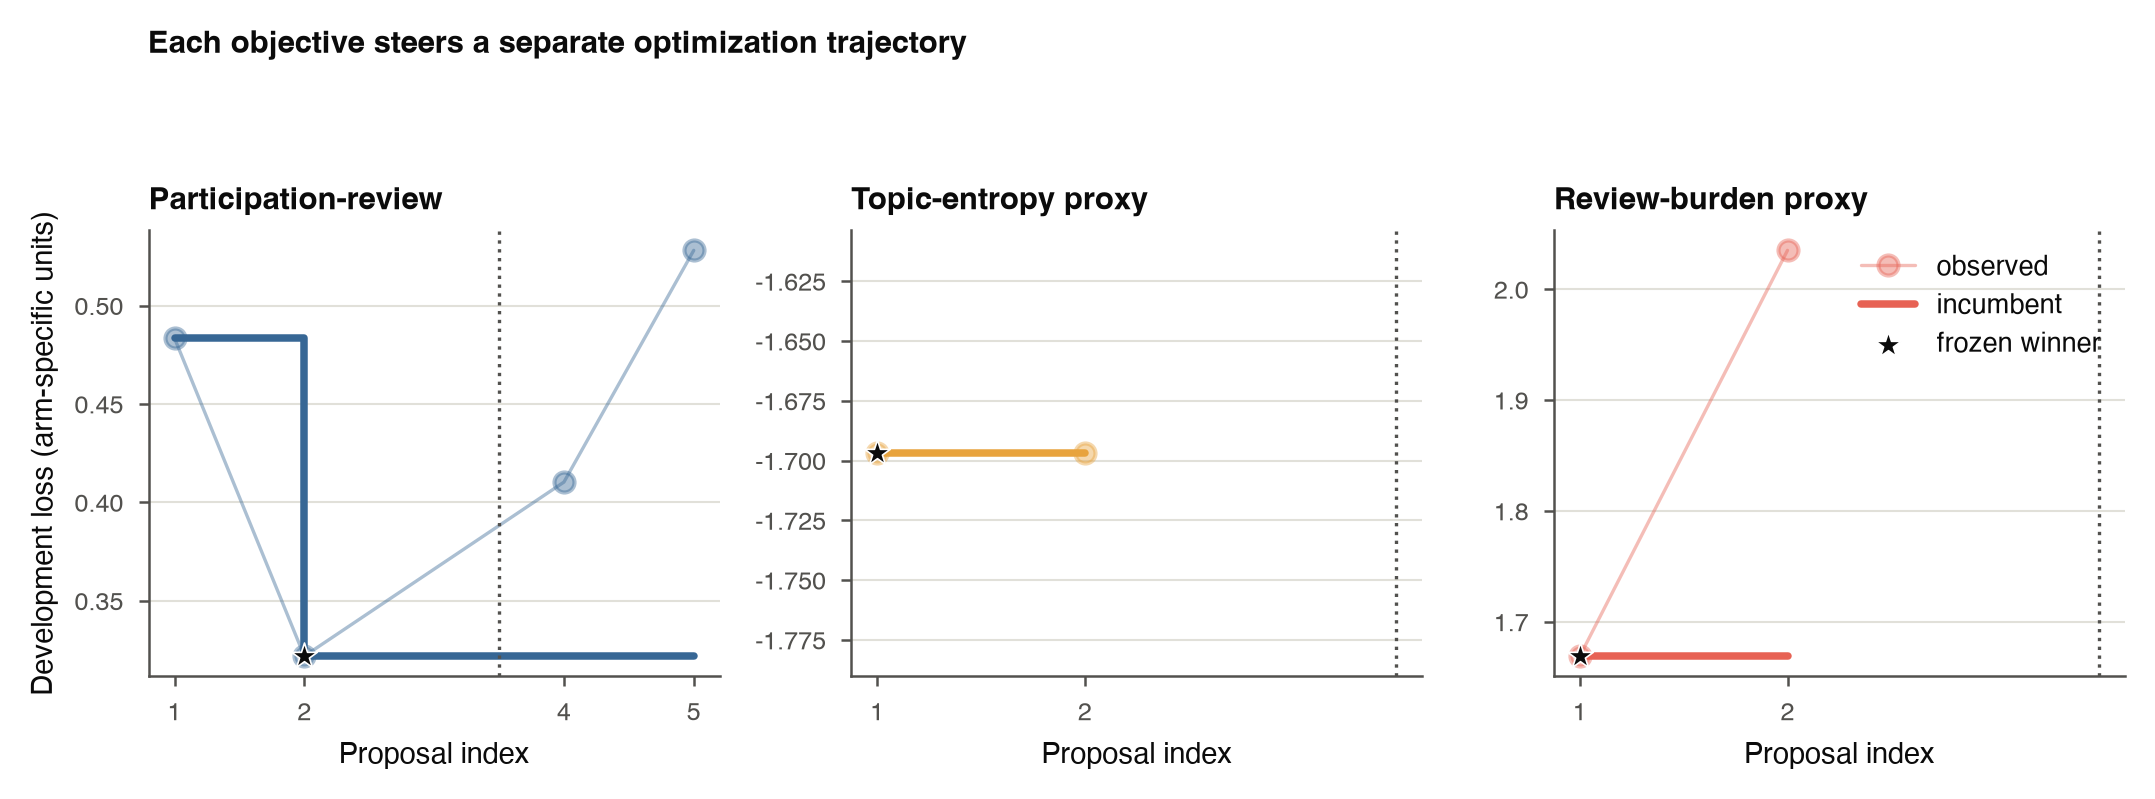 Each objective steers a separate optimization trajectory
Participation-review
Development loss (arm-specific units)
0.50
0.45
0.40
0.35
1
2
4
5
Proposal index
Topic-entropy proxy
-1.625
-1.650
-1.675
-1.700
-1.725
-1.750
-1.775
1
2
Proposal index
Review-burden proxy
2.0
1.9
1.8
1.7
observed
incumbent
frozen winner
1
2
Proposal index